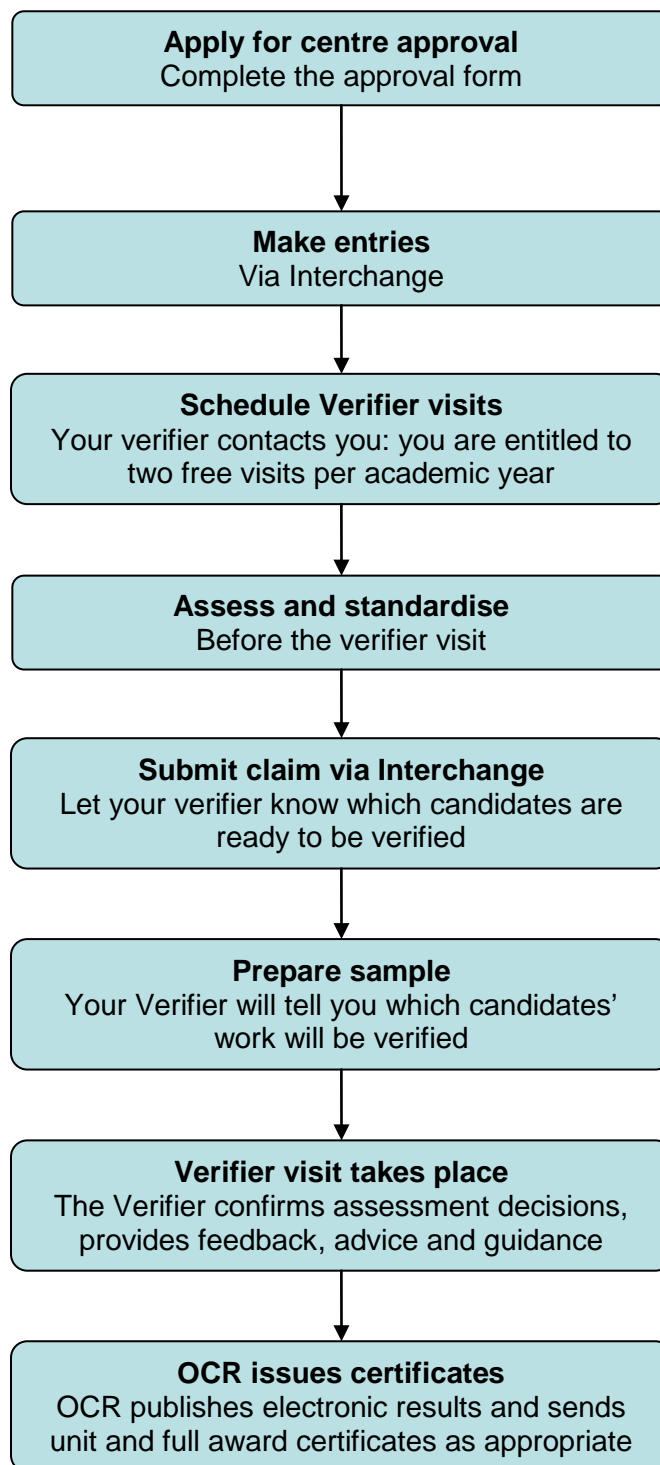 Apply for centre approval
Complete the approval form
Make entries
Via Interchange
Schedule Verifier visits
Your verifier contacts you: you are entitled to
two free visits per academic year
Assess and standardise
Before the verifier visit
Submit claim via Interchange
Let your verifier know which candidates are
ready to be verified
Prepare sample
Your Verifier will tell you which candidates’
work will be verified
Verifier visit takes place
The Verifier confirms assessment decisions,
provides feedback, advice and guidance
OCR issues certificates
OCR publishes electronic results and sends
unit and full award certificates as appropriate